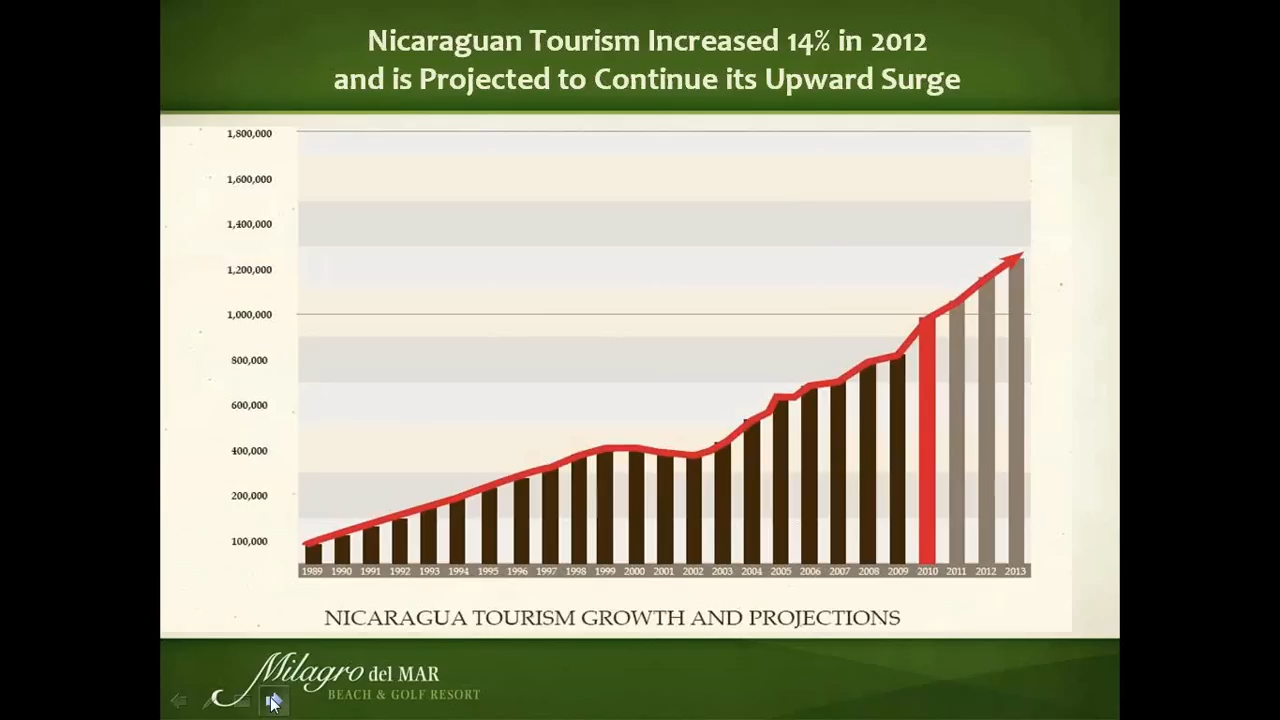 Nicaraguan Tourism Increased 14% in 2012
and is Projected to Continue its Upward Surge
1,800,000
1,600,000
1,400,000
1,200,000
1,000,000
800,000
600,000
400,000
200,000
100,000
1989 1990 1991 1992 1993 1994 1995 1996 1997 1998 1999 2000 2001 2002 2003 2004 2005 2006 2007 2008 2009 2010 2011 2012 2013
NICARAGUA TOURISM GROWTH AND PROJECTIONS
Milagro del MAR
BEACH & GOLF RESORT